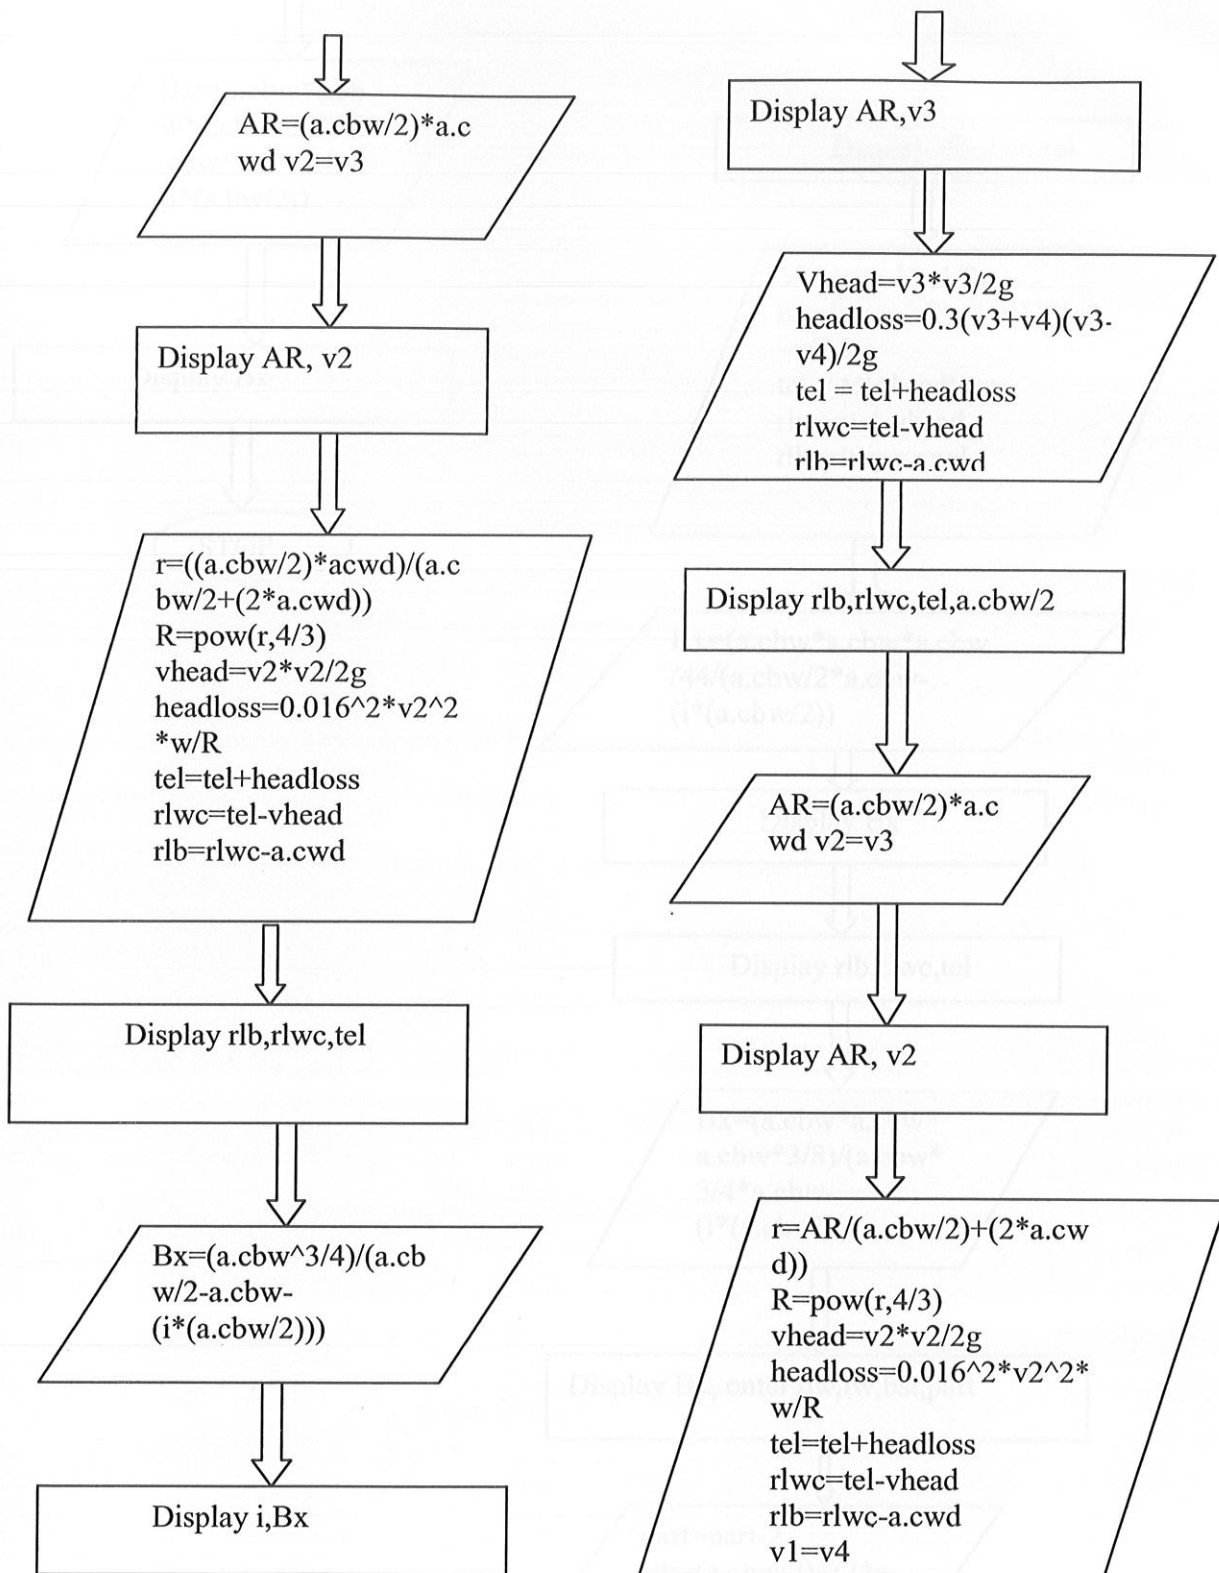 AR=(a.cbw/2)*a.c
wd v2=v3
Display AR, v2
r=((a.cbw/2)*acwd)/(a.c
bw/2+(2*a.cwd))
R=pow(r,4/3)
vhead=v2*v2/2g
headloss=0.016^2*v2^2
*w/R
tel=tel+headloss
rlwc=tel-vhead
rlb=rlwc-a.cwd
Display rlb,rlwc,tel
Bx=(a.cbw^3/4)/(a.cb
w/2-a.cbw-
(i*(a.cbw/2)))
Display i,Bx
Display AR,v3
Vhead=v3*v3/2g
headloss=0.3(v3+v4)(v3-
v4)/2g
tel = tel+headloss
rlwc=tel-vhead
rlb=rlwc-a.cwd
Display rlb,rlwc,tel,a.cbw/2
AR=(a.cbw/2)*a.c
wd v2=v3
Display AR, v2
r=AR/(a.cbw/2)+(2*a.cw
d))
R=pow(r,4/3)
vhead=v2*v2/2g
headloss=0.016^2*v2^2*
w/R
tel=tel+headloss
rlwc=tel-vhead
rlb=rlwc-a.cwd
v1=v4